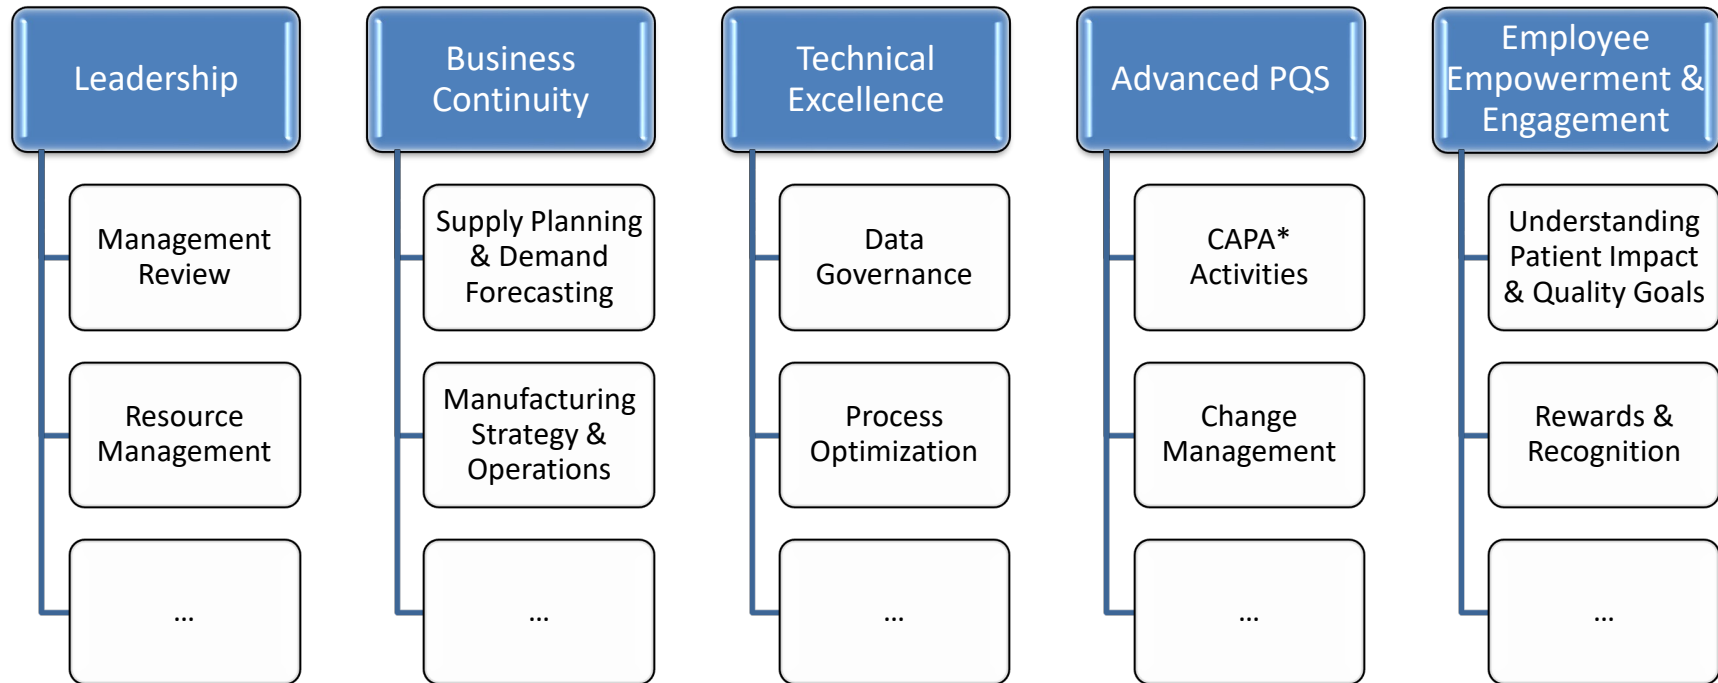 Leadership
Management
Review
Resource
Management
...
Business
Continuity
Supply Planning
& Demand
Forecasting
Manufacturing
Strategy &
Operations
...
Technical
Excellence
Data
Governance
Process
Optimization
...
Advanced PQS
CAPA*
Activities
Change
Management
...
Employee
Empowerment &
Engagement
Understanding
Patient Impact
& Quality Goals
Rewards &
Recognition
...